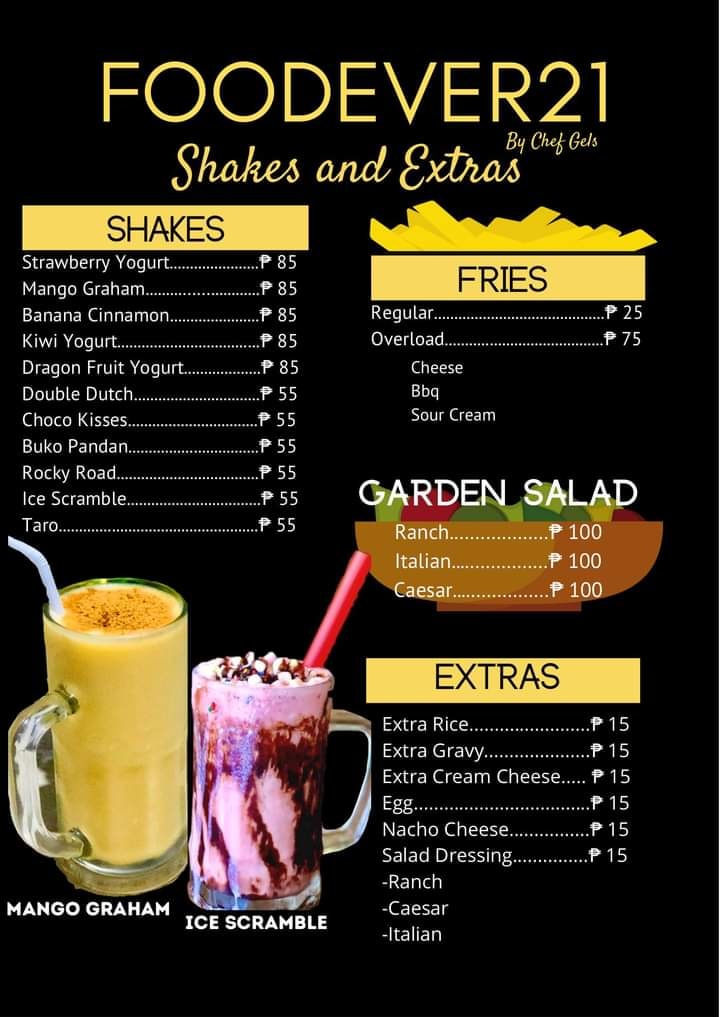 FOODEVER21
By Chef Gels
Shakes and Extras
SHAKES
Strawberry Yogurt......................₱ 85
Mango Graham............................₱ 85
Banana Cinnamon......................₱ 85
Kiwi Yogurt...................................₱ 85
Dragon Fruit Yogurt...................₱ 85
Double Dutch...............................₱ 55
Choco Kisses................................₱ 55
Buko Pandan................................₱ 55
Rocky Road...................................₱ 55
Ice Scramble.................................₱ 55
Taro.................................................₱ 55
FRIES
Regular..........................................₱ 25
Overload.......................................₱ 75
Cheese
Bbq
Sour Cream
GARDEN SALAD
Ranch...................₱ 100
Italian...................₱ 100
Caesar...................₱ 100
EXTRAS
Extra Rice.......................₱ 15
Extra Gravy....................₱ 15
Extra Cream Cheese..... ₱ 15
Egg..................................₱ 15
Nacho Cheese................₱ 15
Salad Dressing...............₱ 15
-Ranch
-Caesar
-Italian
MANGO GRAHAM
ICE SCRAMBLE